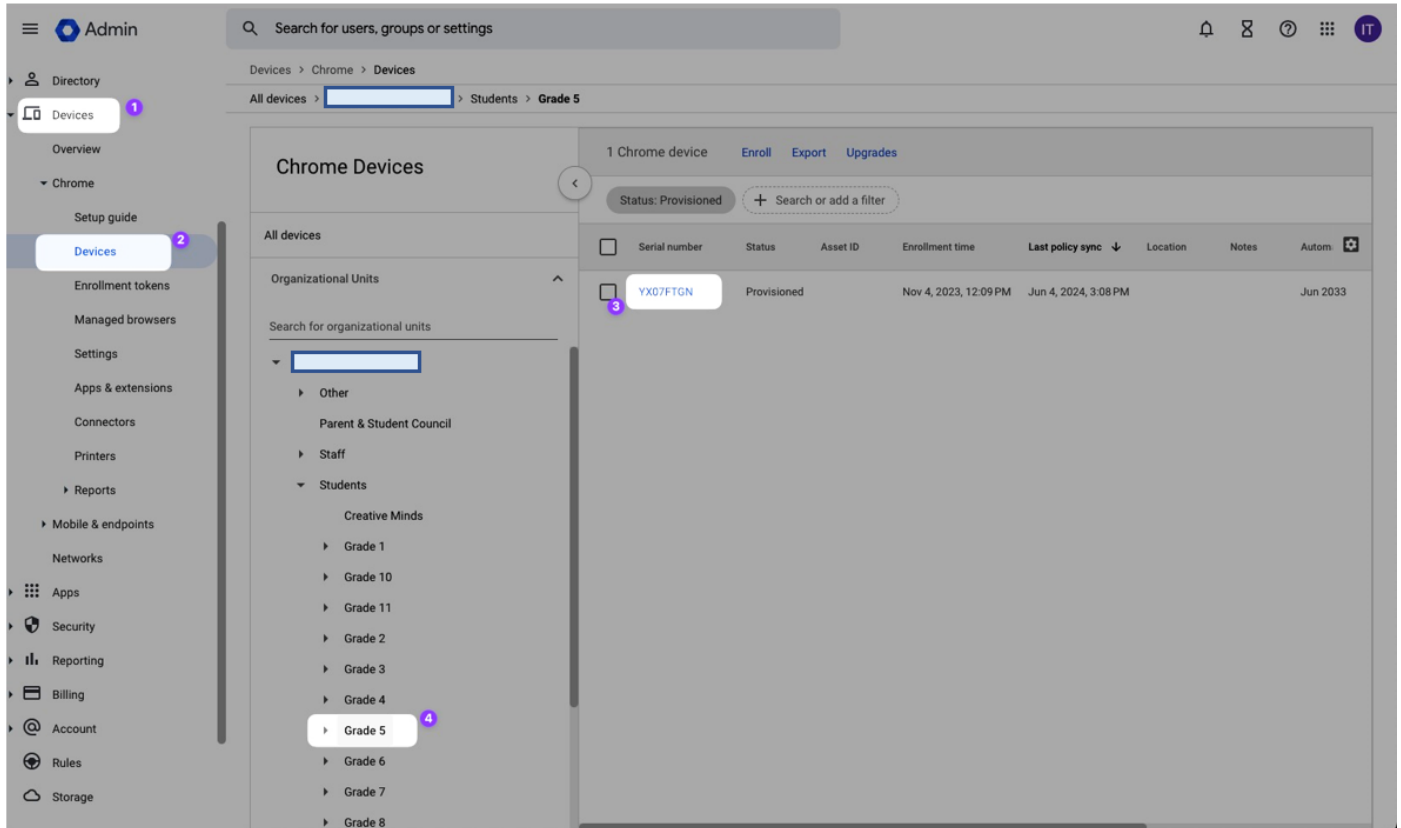 Admin
Search for users, groups or settings
IT
Directory
Devices
1
Overview
Chrome
Setup guide
Devices
2
Enrollment tokens
Managed browsers
Settings
Apps & extensions
Connectors
Printers
Reports
Mobile & endpoints
Networks
Apps
Security
Reporting
Billing
Account
Rules
Storage
Devices > Chrome > Devices
All devices > > Students > Grade 5
Chrome Devices
All devices
Organizational Units
Search for organizational units
Other
Parent & Student Council
Staff
Students
Creative Minds
Grade 1
Grade 10
Grade 11
Grade 2
Grade 3
Grade 4
Grade 5
4
Grade 6
Grade 7
Grade 8
1 Chrome device Enroll Export Upgrades
Status: Provisioned + Search or add a filter
Serial number Status Asset ID Enrollment time Last policy sync ↓ Location Notes Autom
YX07FTGN Provisioned Nov 4, 2023, 12:09 PM Jun 4, 2024, 3:08 PM Jun 2033
3